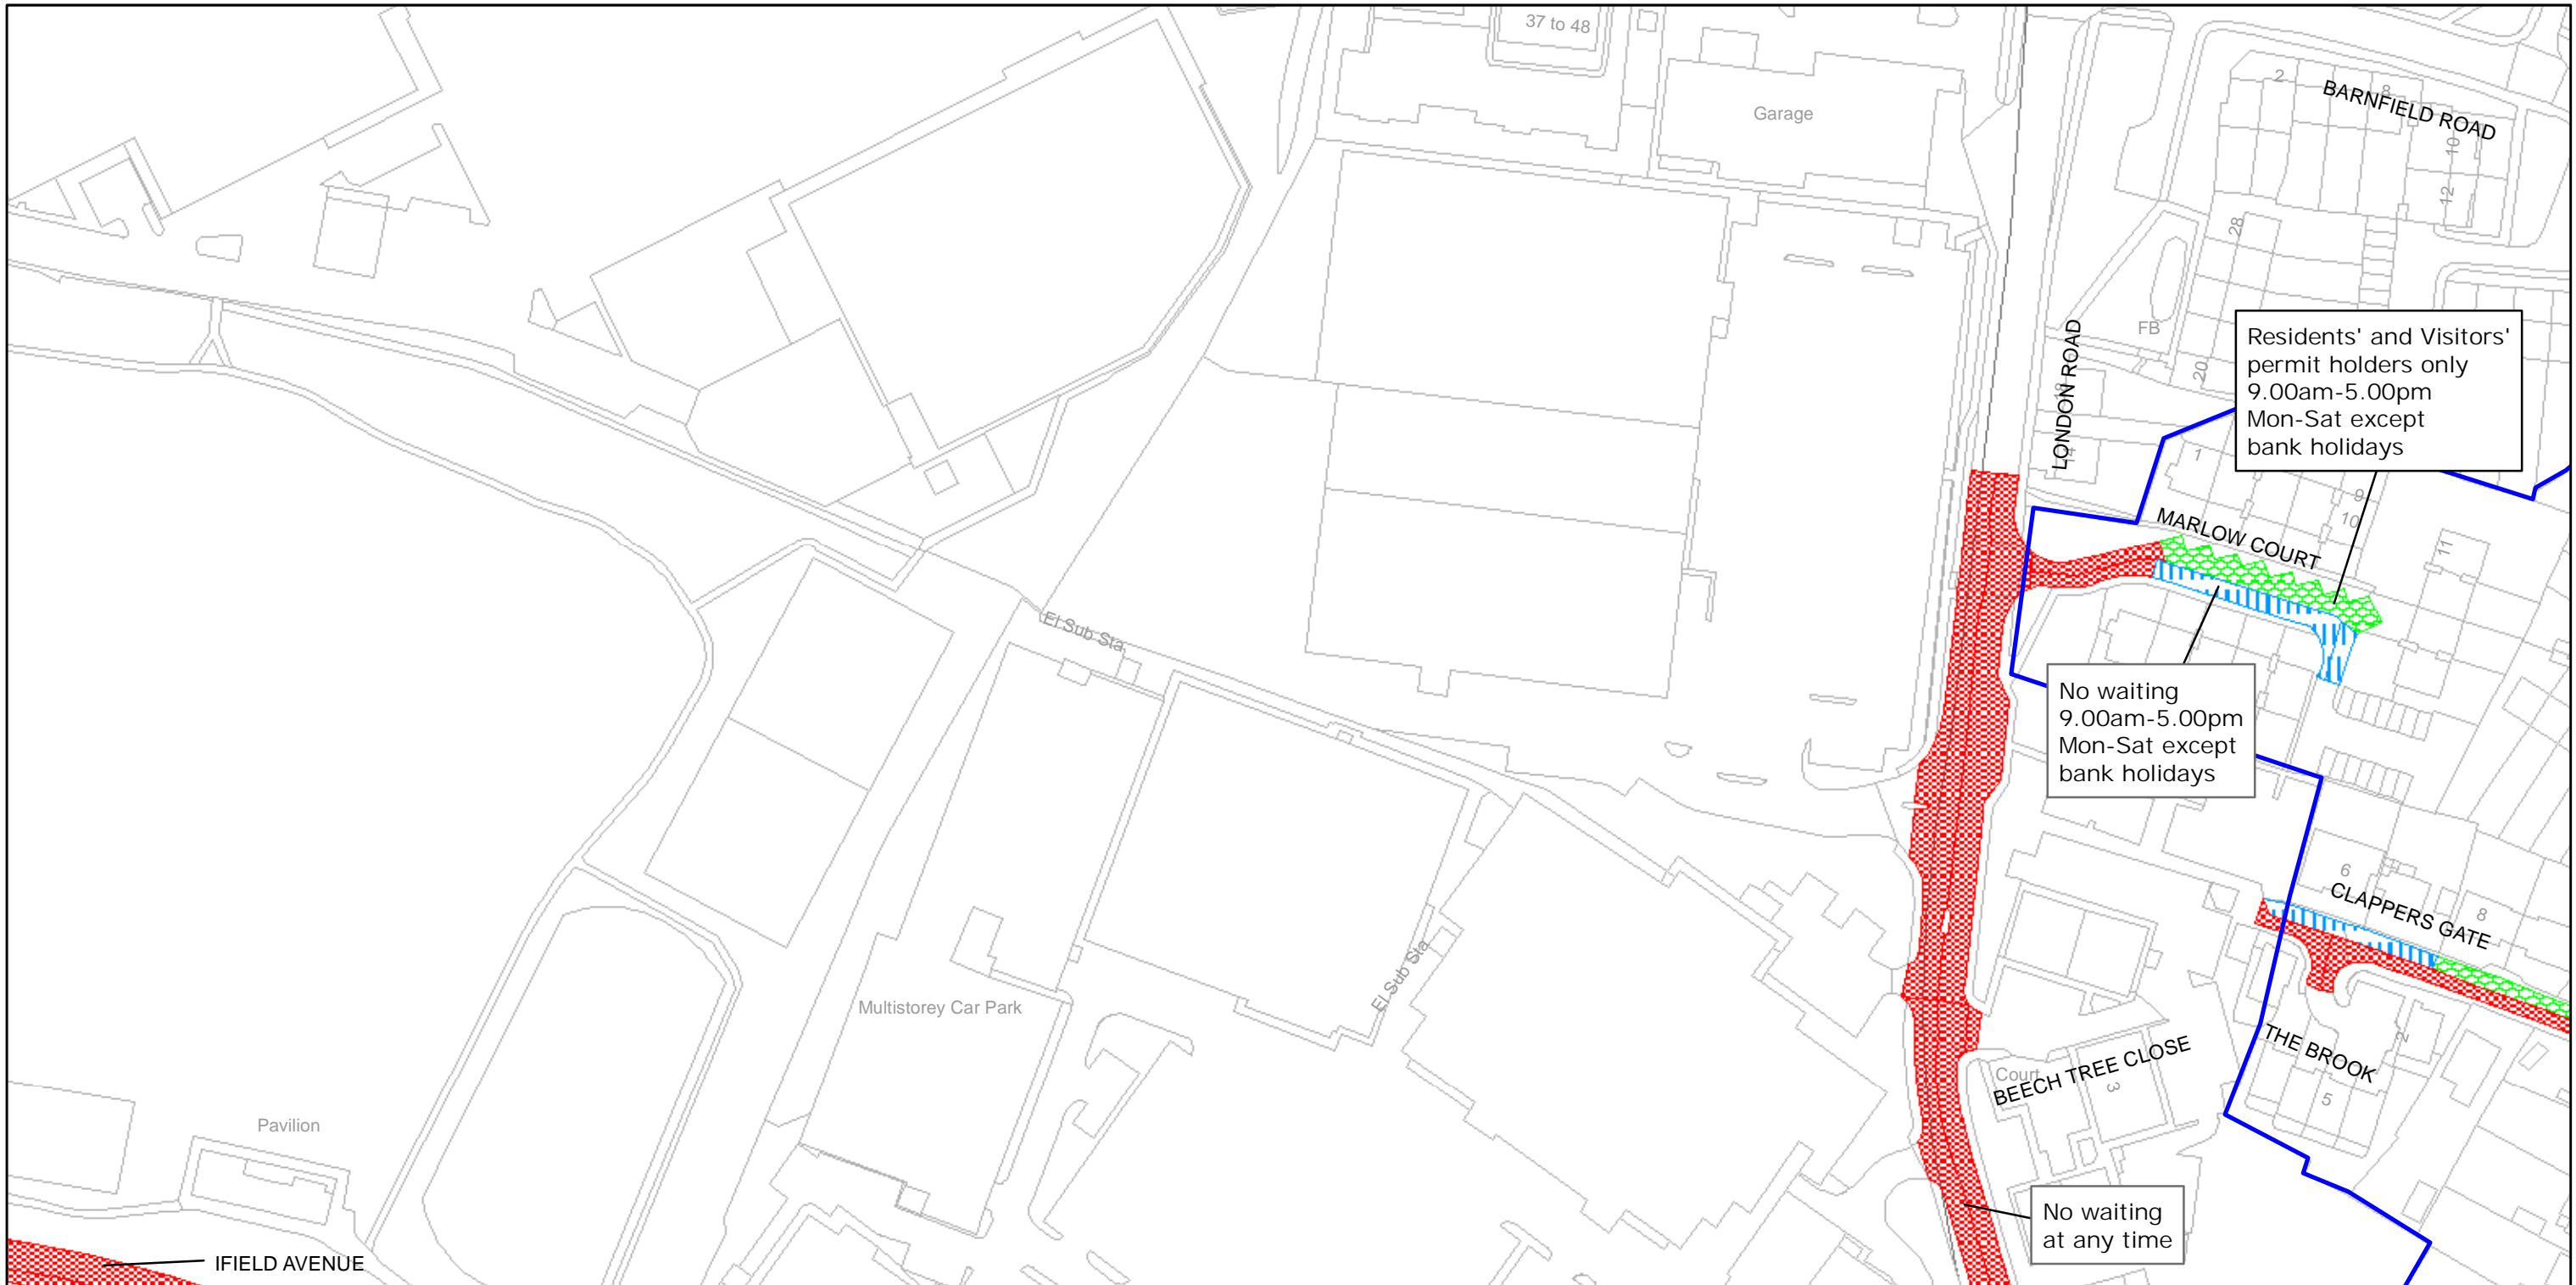 37 to 48
Garage
2
8
BARNFIELD ROAD
10
12
28
FB
20
18
LONDON ROAD
14
Residents' and Visitors'
permit holders only
9.00am-5.00pm
Mon-Sat except
bank holidays
1
9
10
MARLOW COURT
11
El Sub Sta
No waiting
9.00am-5.00pm
Mon-Sat except
bank holidays
6
CLAPPERS GATE
8
El Sub Sta
Multistorey Car Park
THE BROOK
2
5
Court
BEECH TREE CLOSE
3
Pavilion
No waiting
at any time
IFIELD AVENUE